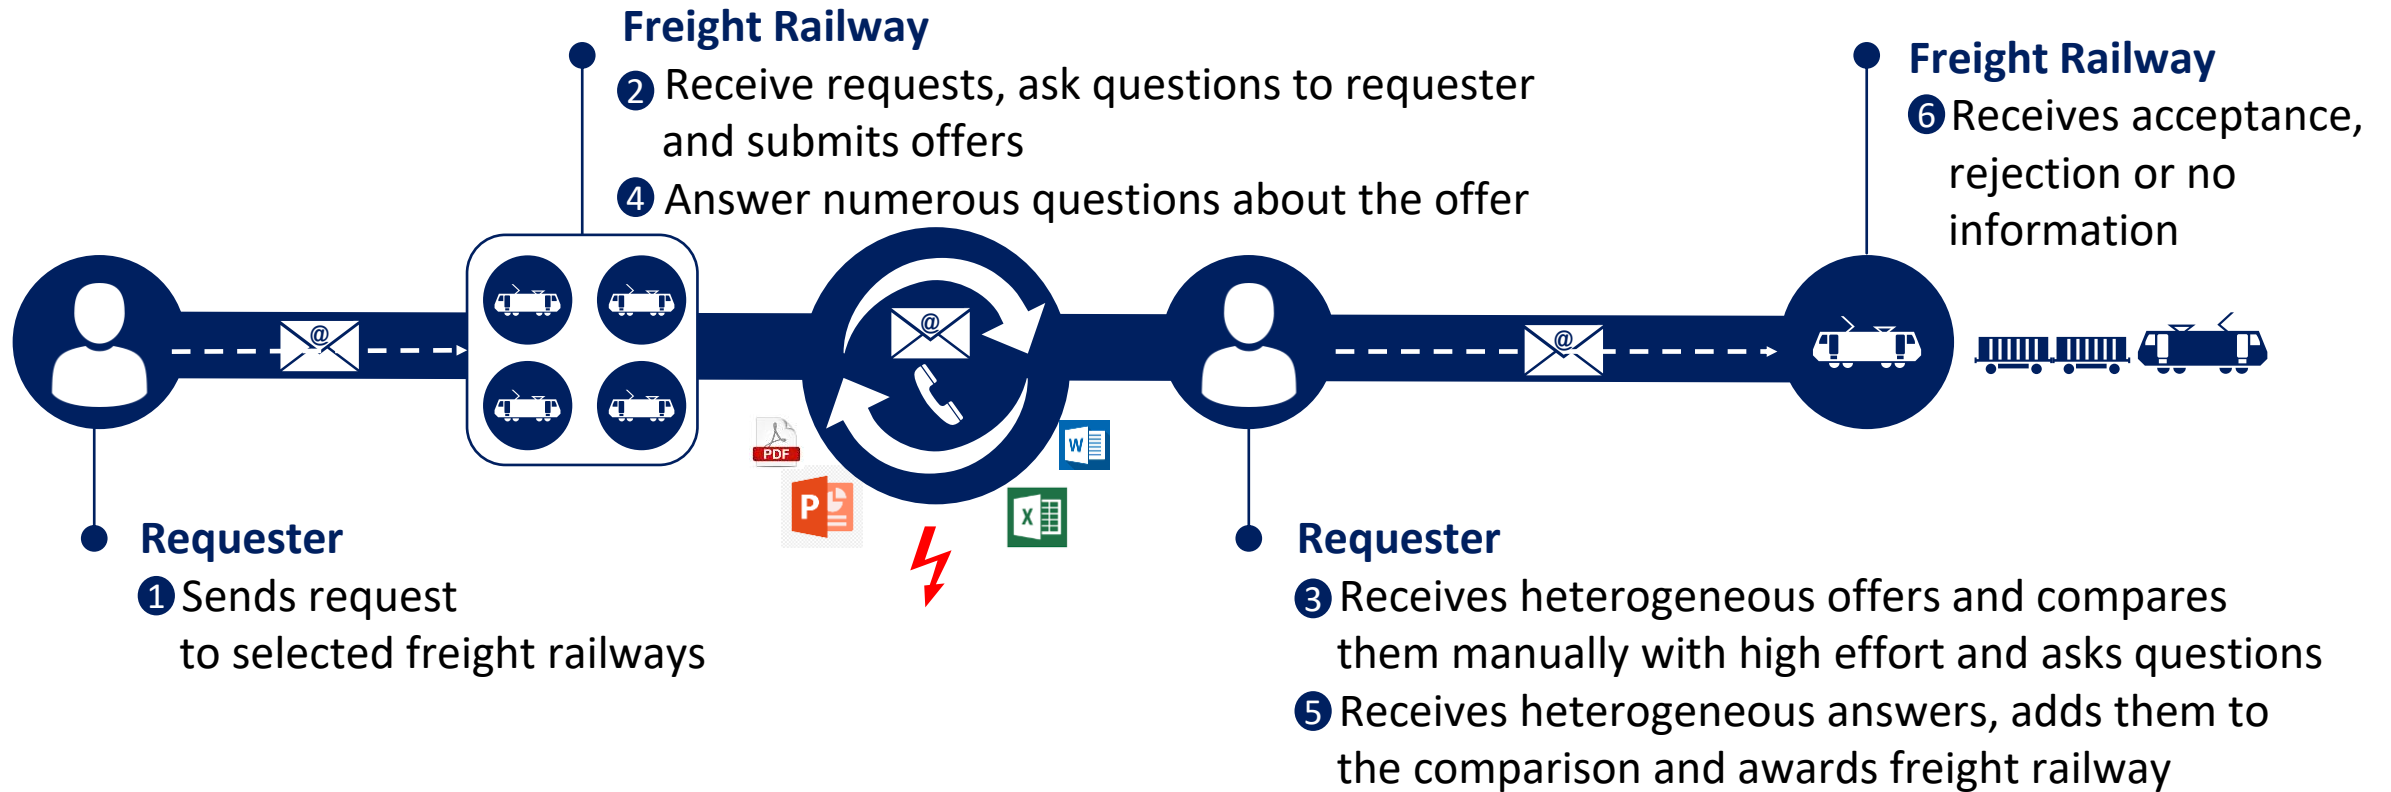 Freight Railway
2 Receive requests, ask questions to requester
and submits offers
4 Answer numerous questions about the offer
Freight Railway
6 Receives acceptance,
rejection or no
information
@
@
@
PDF
P
W
X
Requester
1 Sends request
to selected freight railways
Requester
3 Receives heterogeneous offers and compares
them manually with high effort and asks questions
5 Receives heterogeneous answers, adds them to
the comparison and awards freight railway